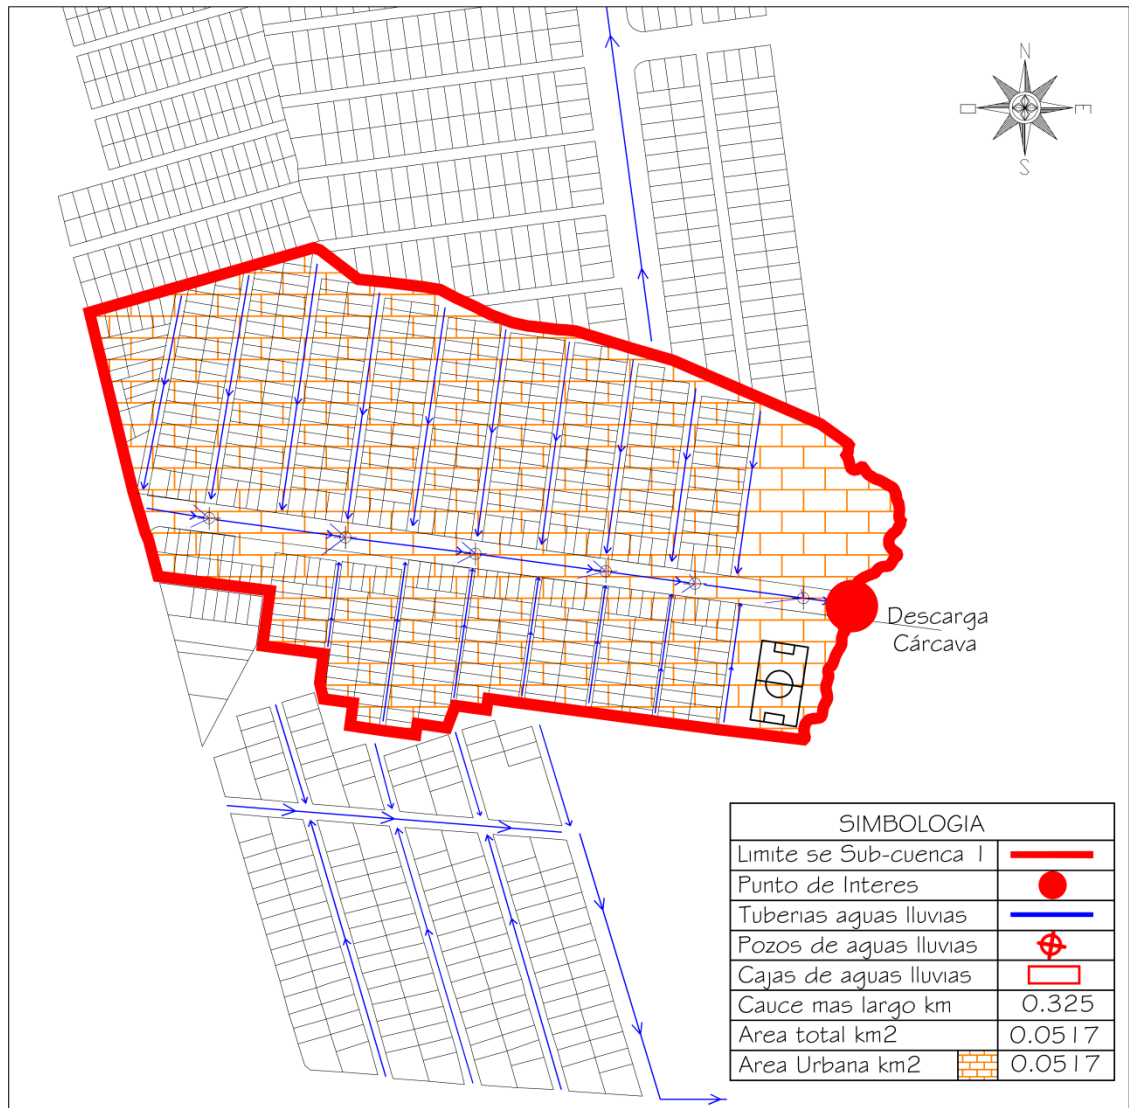 N
O
E
S
Descarga
Cárcava
SIMBOLOGIA
Limite se Sub-cuenca 1
Punto de Interes
Tuberias aguas lluvias
Pozos de aguas lluvias
Cajas de aguas lluvias
Cauce mas largo km 0.325
Area total km2 0.0517
Area Urbana km2 0.0517